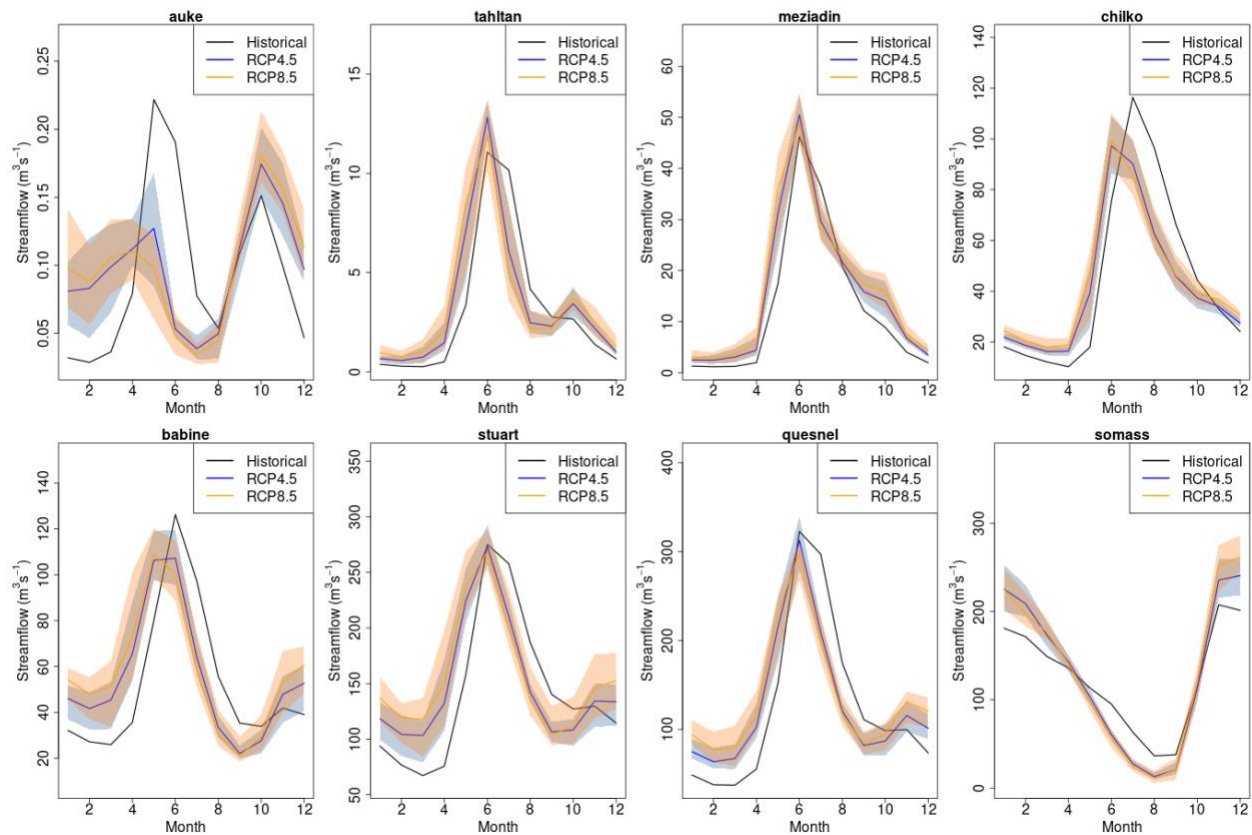 auke
Historical
RCP4.5
RCP8.5
Streamflow (m³s⁻¹)
0.05 0.10 0.15 0.20 0.25
2 4 6 8 10 12
Month
tahltan
Historical
RCP4.5
RCP8.5
Streamflow (m³s⁻¹)
0 5 10 15
2 4 6 8 10 12
Month
meziadin
Historical
RCP4.5
RCP8.5
Streamflow (m³s⁻¹)
0 10 20 30 40 50 60
2 4 6 8 10 12
Month
chilko
Historical
RCP4.5
RCP8.5
Streamflow (m³s⁻¹)
20 40 60 80 100 120 140
2 4 6 8 10 12
Month
babine
Historical
RCP4.5
RCP8.5
Streamflow (m³s⁻¹)
20 40 60 80 100 120 140
2 4 6 8 10 12
Month
stuart
Historical
RCP4.5
RCP8.5
Streamflow (m³s⁻¹)
50 100 150 200 250 300 350
2 4 6 8 10 12
Month
quesnel
Historical
RCP4.5
RCP8.5
Streamflow (m³s⁻¹)
100 200 300 400
2 4 6 8 10 12
Month
somass
Historical
RCP4.5
RCP8.5
Streamflow (m³s⁻¹)
0 100 200 300
2 4 6 8 10 12
Month